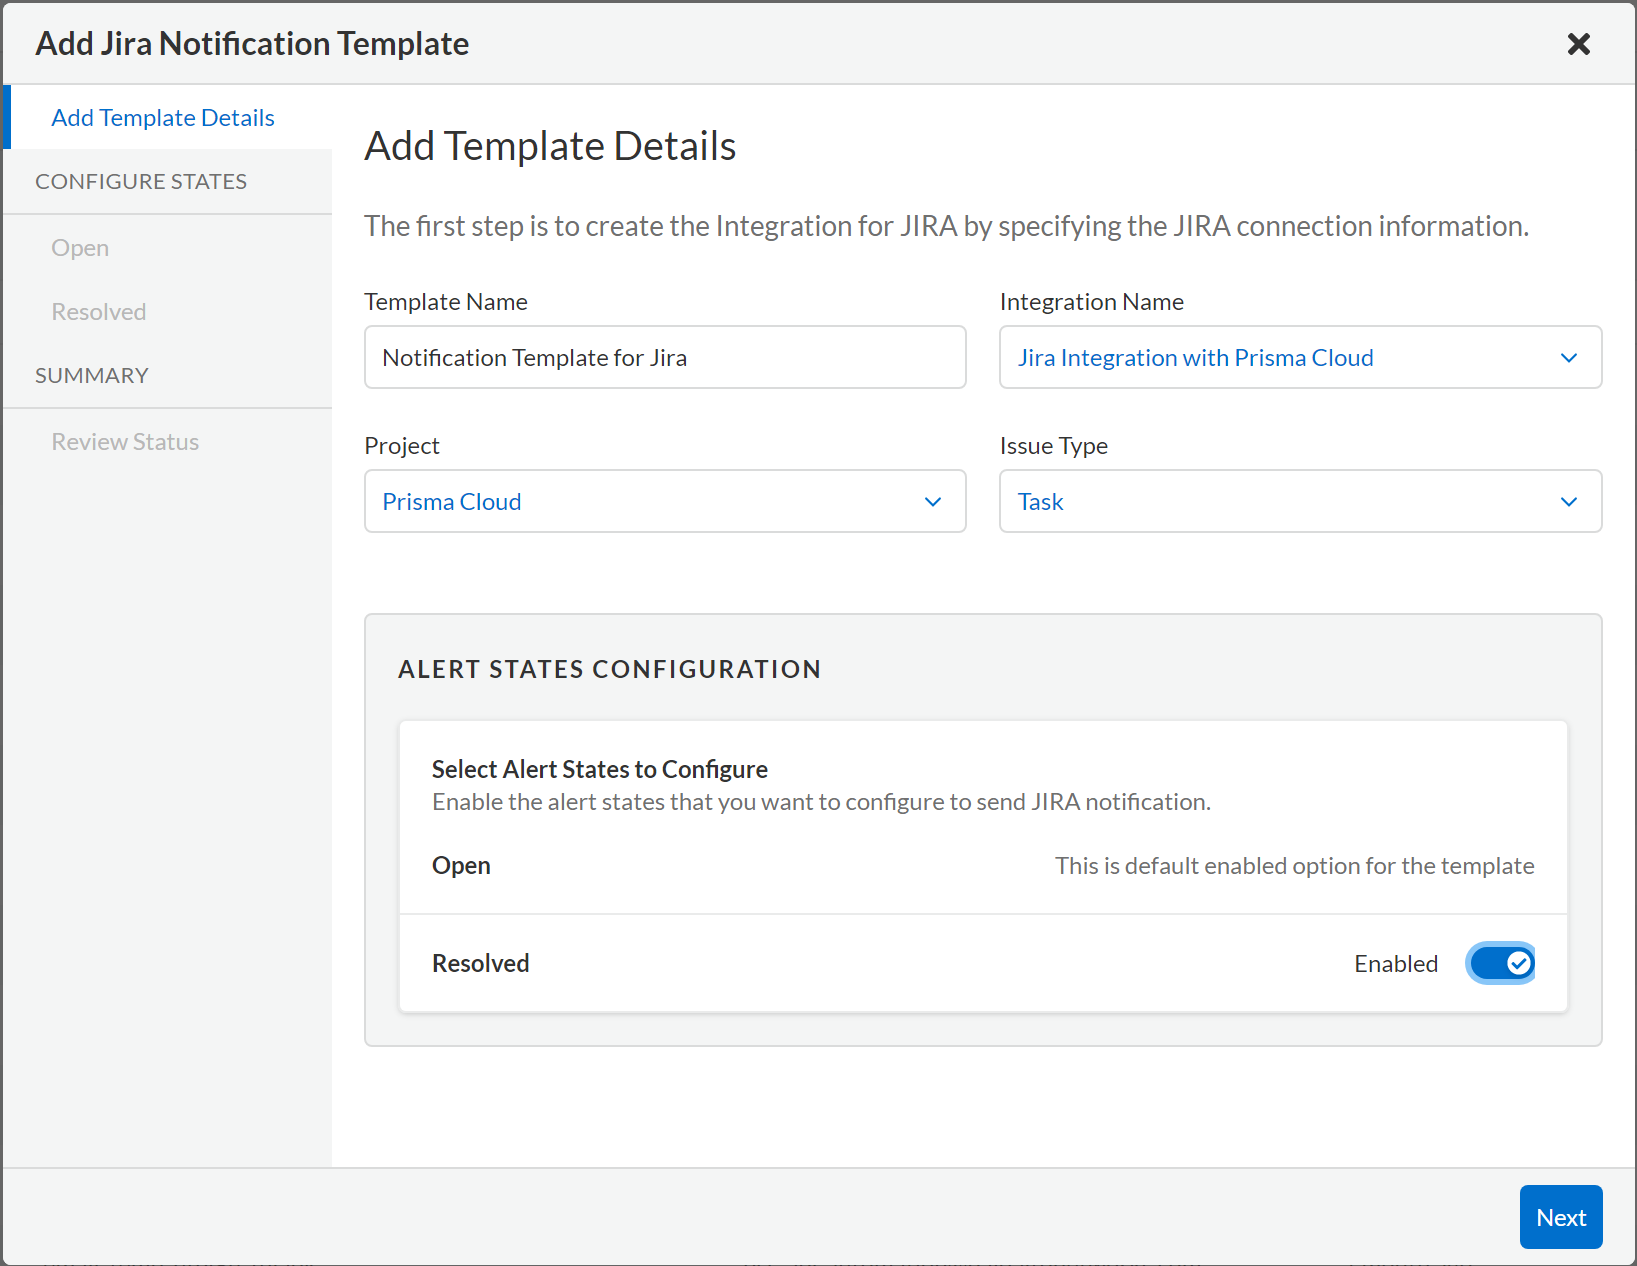 Add Jira Notification Template
Add Template Details
CONFIGURE STATES
Open
Resolved
SUMMARY
Review Status
Add Template Details
The first step is to create the Integration for JIRA by specifying the JIRA connection information.
Template Name
Notification Template for Jira
Integration Name
Jira Integration with Prisma Cloud
Project
Prisma Cloud
Issue Type
Task
ALERT STATES CONFIGURATION
Select Alert States to Configure
Enable the alert states that you want to configure to send JIRA notification.
Open
This is default enabled option for the template
Resolved
Enabled
Next